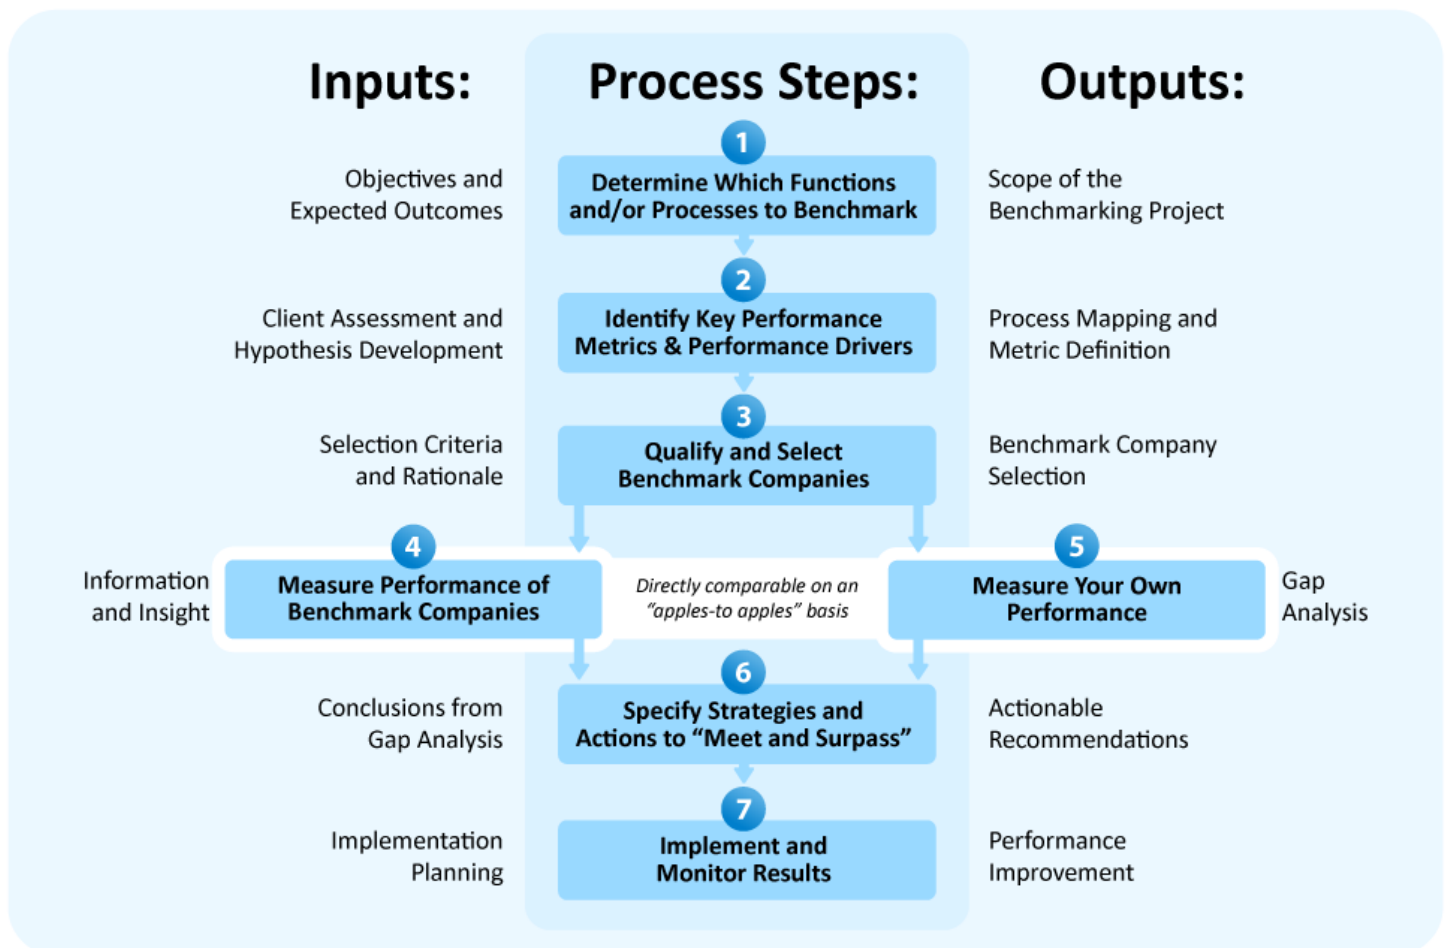 Inputs:
Process Steps:
Outputs:
1
Objectives and
Expected Outcomes
Determine Which Functions
and/or Processes to Benchmark
Scope of the
Benchmarking Project
2
Client Assessment and
Hypothesis Development
Identify Key Performance
Metrics & Performance Drivers
Process Mapping and
Metric Definition
3
Selection Criteria
and Rationale
Qualify and Select
Benchmark Companies
Benchmark Company
Selection
4
5
Information
and Insight
Measure Performance of
Benchmark Companies
Directly comparable on an
“apples-to apples” basis
Measure Your Own
Performance
Gap
Analysis
6
Conclusions from
Gap Analysis
Specify Strategies and
Actions to “Meet and Surpass”
Actionable
Recommendations
7
Implementation
Planning
Implement and
Monitor Results
Performance
Improvement